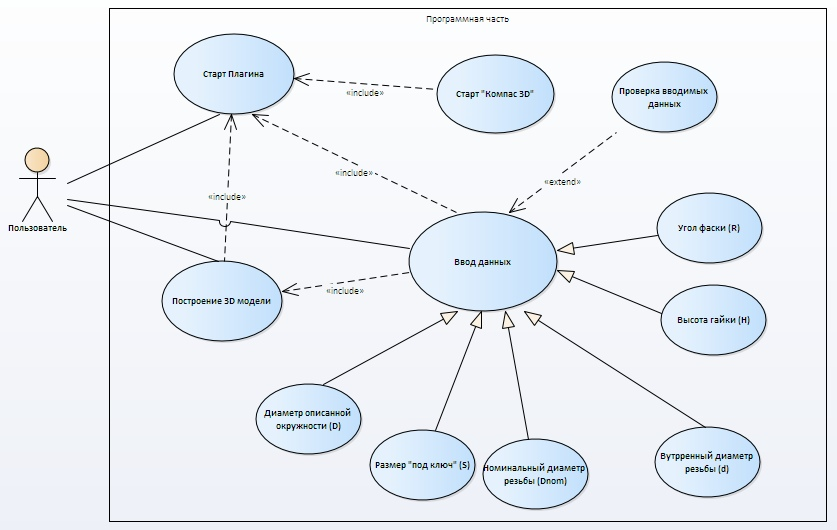 Программная часть
Старт Плагина
«include»
Старт "Компас 3D"
Проверка вводимых
данных
«include»
«extend»
«include»
Пользователь
Угол фаски (R)
Ввод данных
Построение 3D модели
«include»
Высота гайки (H)
Диаметр описанной
окружности (D)
Размер "под ключ" (S)
Номинальный диаметр
резьбы (Dnom)
Вутрренный диаметр
резьбы (d)